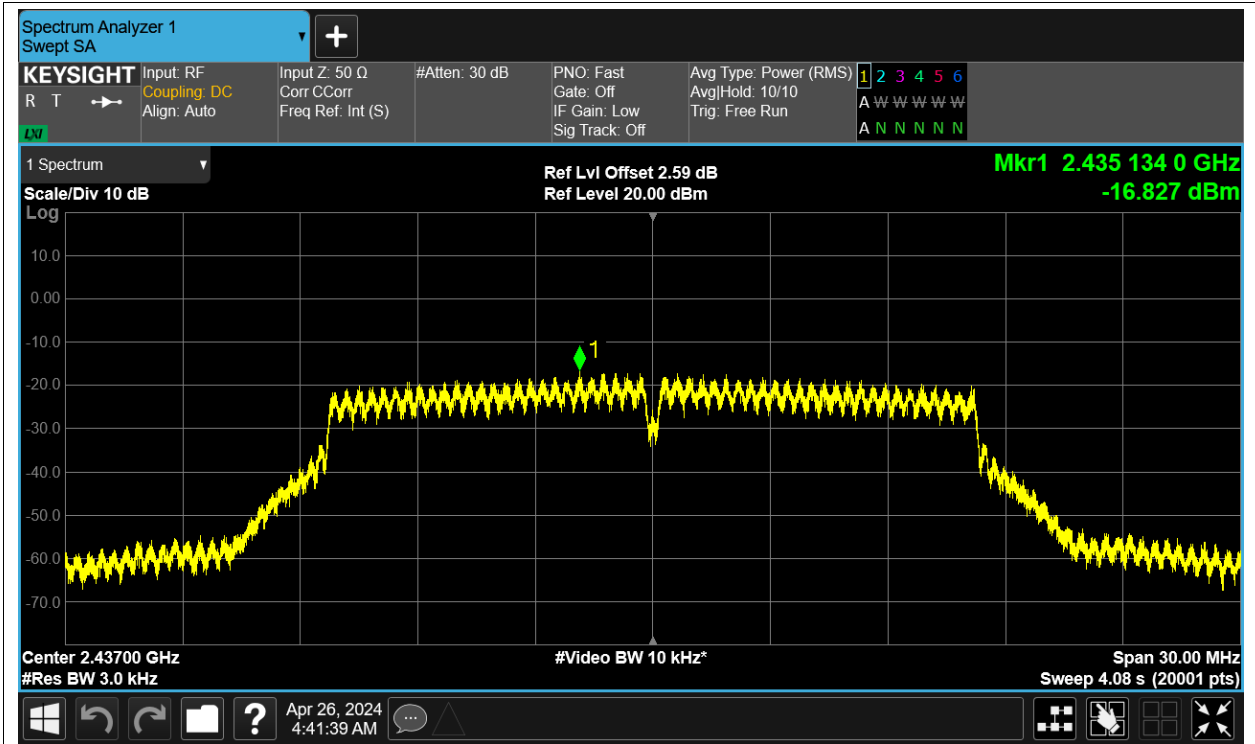 Spectrum Analyzer 1
Swept SA
KEYSIGHT
R T
LXI
Input: RF
Coupling: DC
Align: Auto
Input Z: 50 Ω
Corr CCorr
Freq Ref: Int (S)
#Atten: 30 dB
PNO: Fast
Gate: Off
IF Gain: Low
Sig Track: Off
Avg Type: Power (RMS)
Avg|Hold: 10/10
Trig: Free Run
1 2 3 4 5 6
A W W W W W
A N N N N N
1 Spectrum
Scale/Div 10 dB
Ref Lvl Offset 2.59 dB
Ref Level 20.00 dBm
Mkr1 2.435 134 0 GHz
-16.827 dBm
Log
10.0
0.00
-10.0
-20.0
-30.0
-40.0
-50.0
-60.0
-70.0
1
Center 2.43700 GHz
#Res BW 3.0 kHz
#Video BW 10 kHz*
Span 30.00 MHz
Sweep 4.08 s (20001 pts)
?
Apr 26, 2024
4:41:39 AM